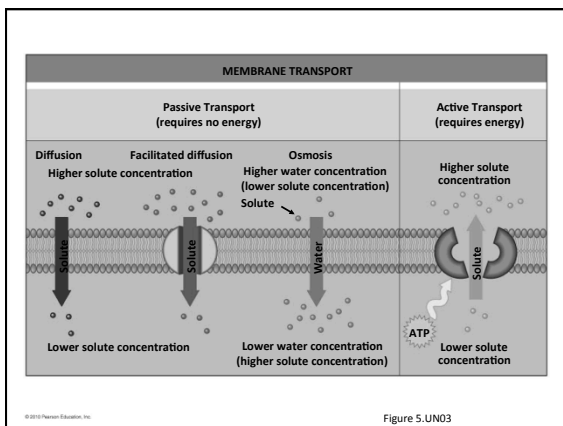 MEMBRANE TRANSPORT
Passive Transport
(requires no energy)
Active Transport
(requires energy)
Diffusion
Facilitated diffusion
Higher solute concentration
Osmosis
Higher water concentration
(lower solute concentration)
Solute
Higher solute
concentration
Solute
Solute
Water
Solute
ATP
Lower solute concentration
Lower water concentration
(higher solute concentration)
Lower solute
concentration
© 2010 Pearson Education, Inc.
Figure 5.UN03